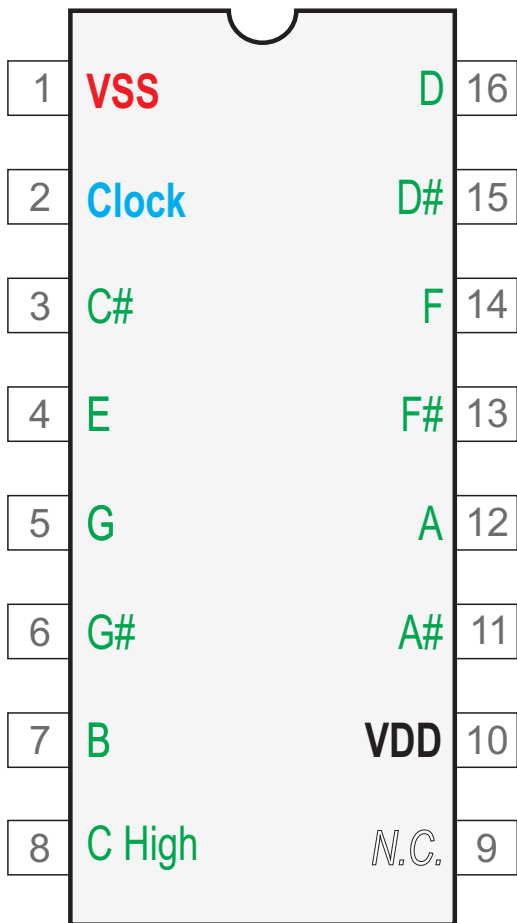 1 VSS D 16
2 Clock D# 15
3 C# F 14
4 E F# 13
5 G A 12
6 G# A# 11
7 B VDD 10
8 C High N.C. 9